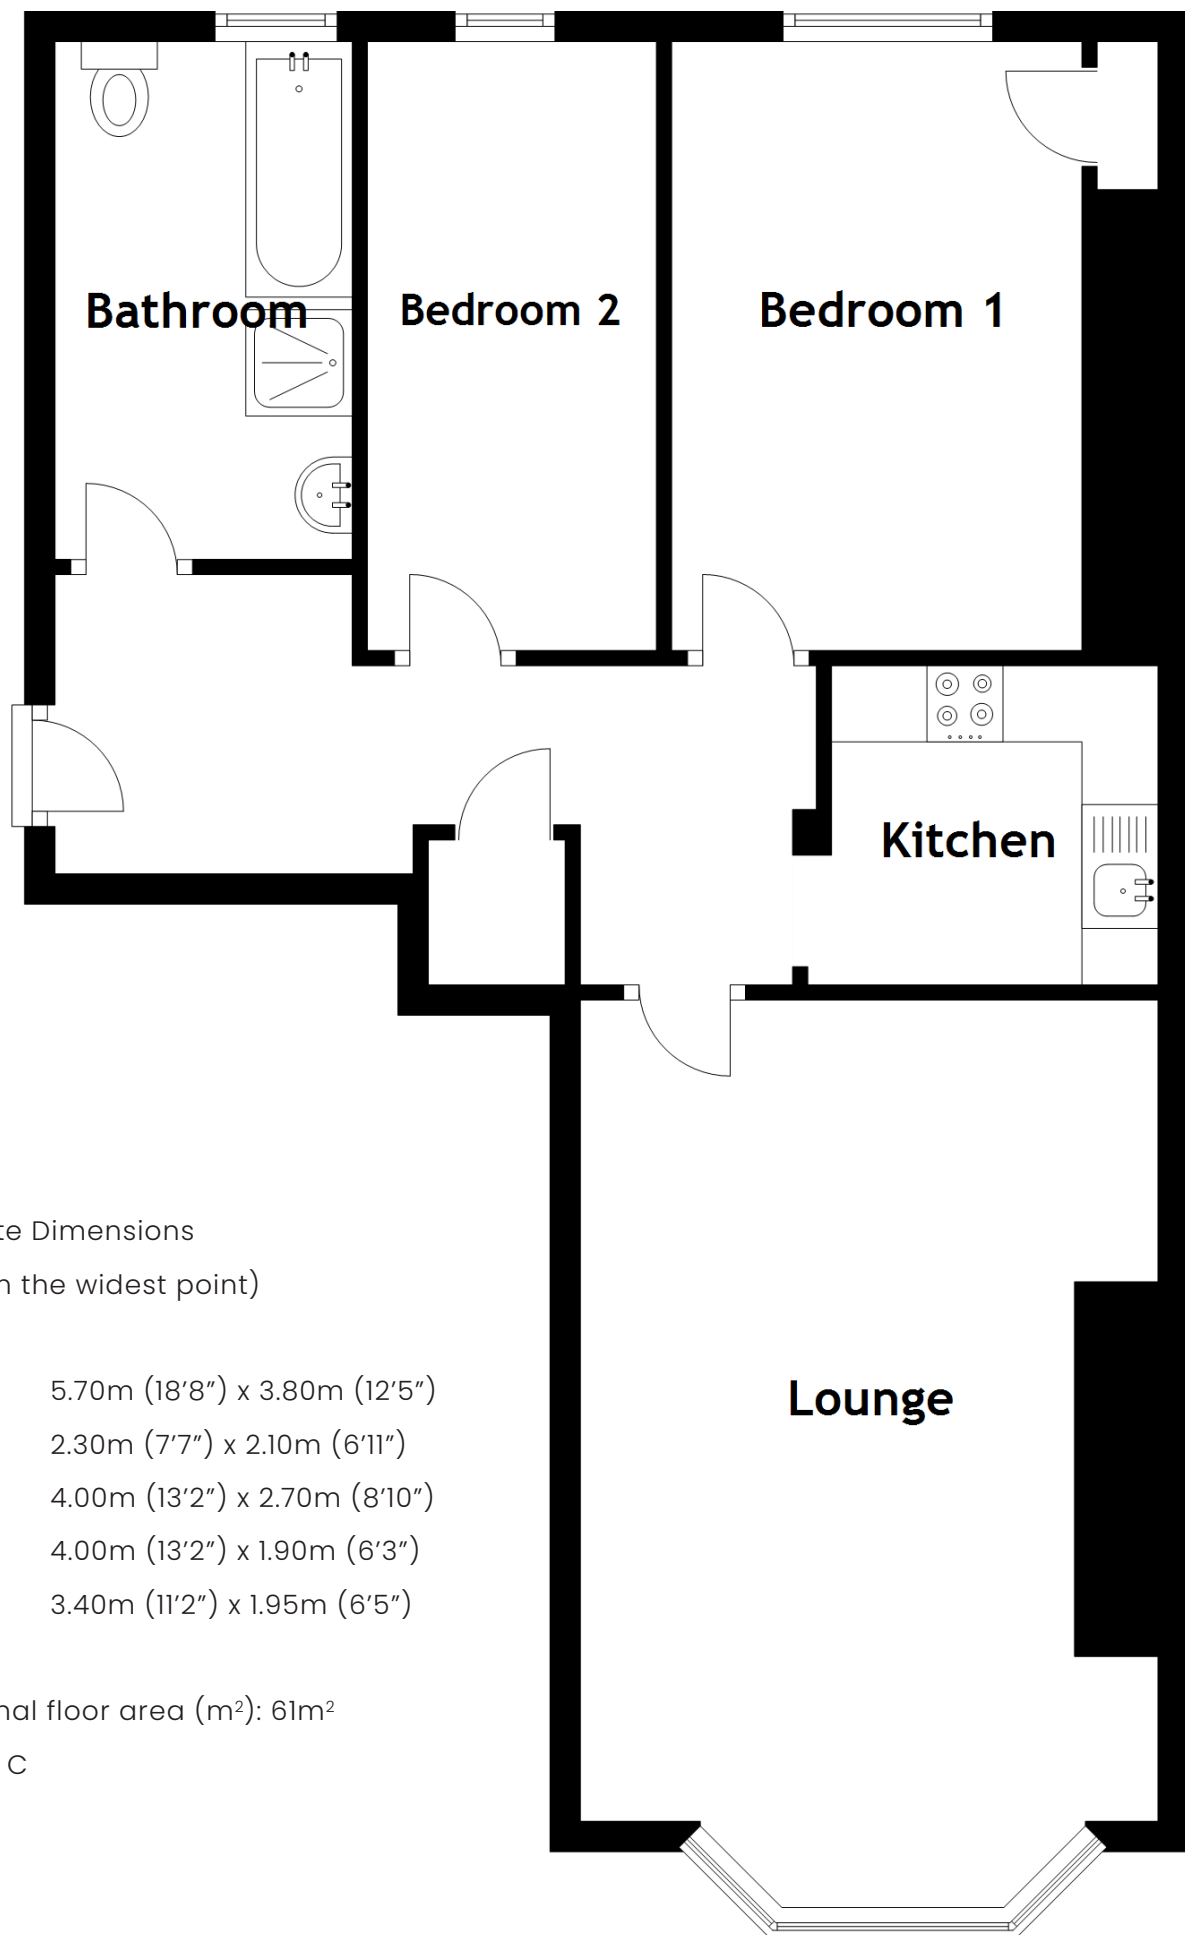 Bathroom
Bedroom 2
Bedroom 1
Kitchen
Lounge
Dimensions
the widest point)
5.70m (18’8”) x 3.80m (12’5”)
2.30m (7’7”) x 2.10m (6’11”)
4.00m (13’2”) x 2.70m (8’10”)
4.00m (13’2”) x 1.90m (6’3”)
3.40m (11’2”) x 1.95m (6’5”)
floor area (m²): 61m²
C